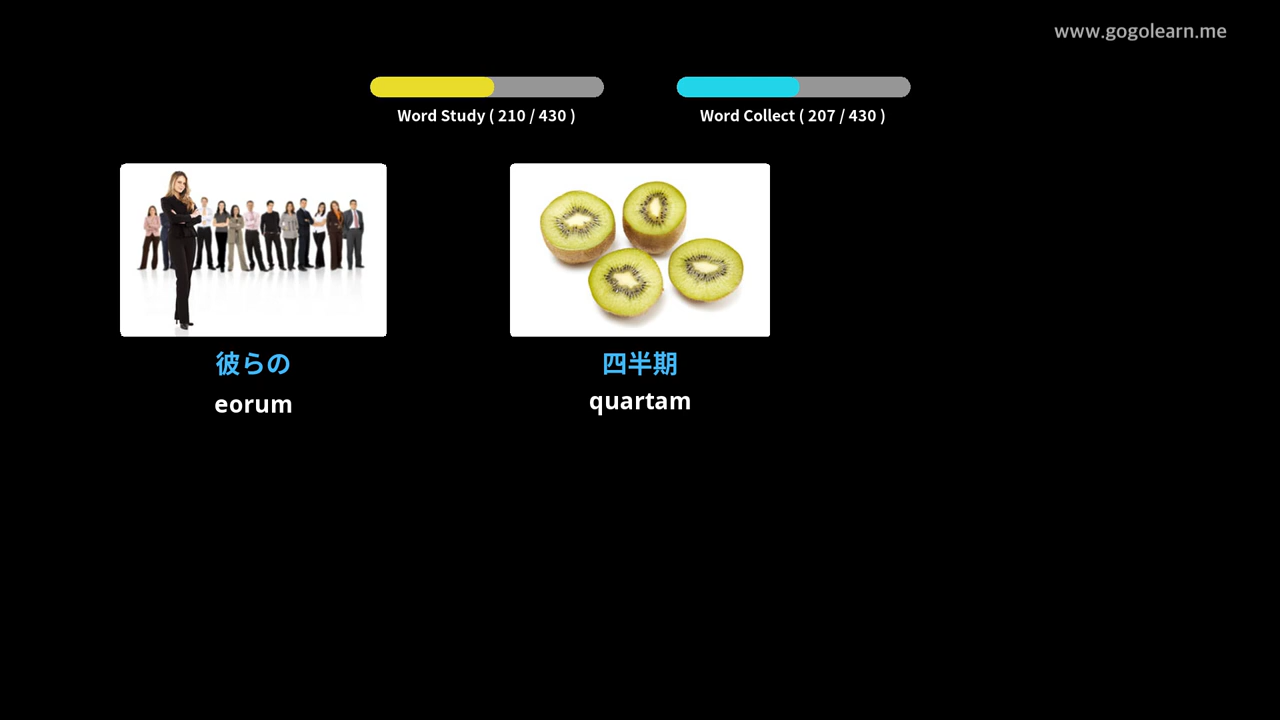 www.gogolearn.me
Word Study ( 210 / 430 )
Word Collect ( 207 / 430 )
彼らの
eorum
四半期
quartam